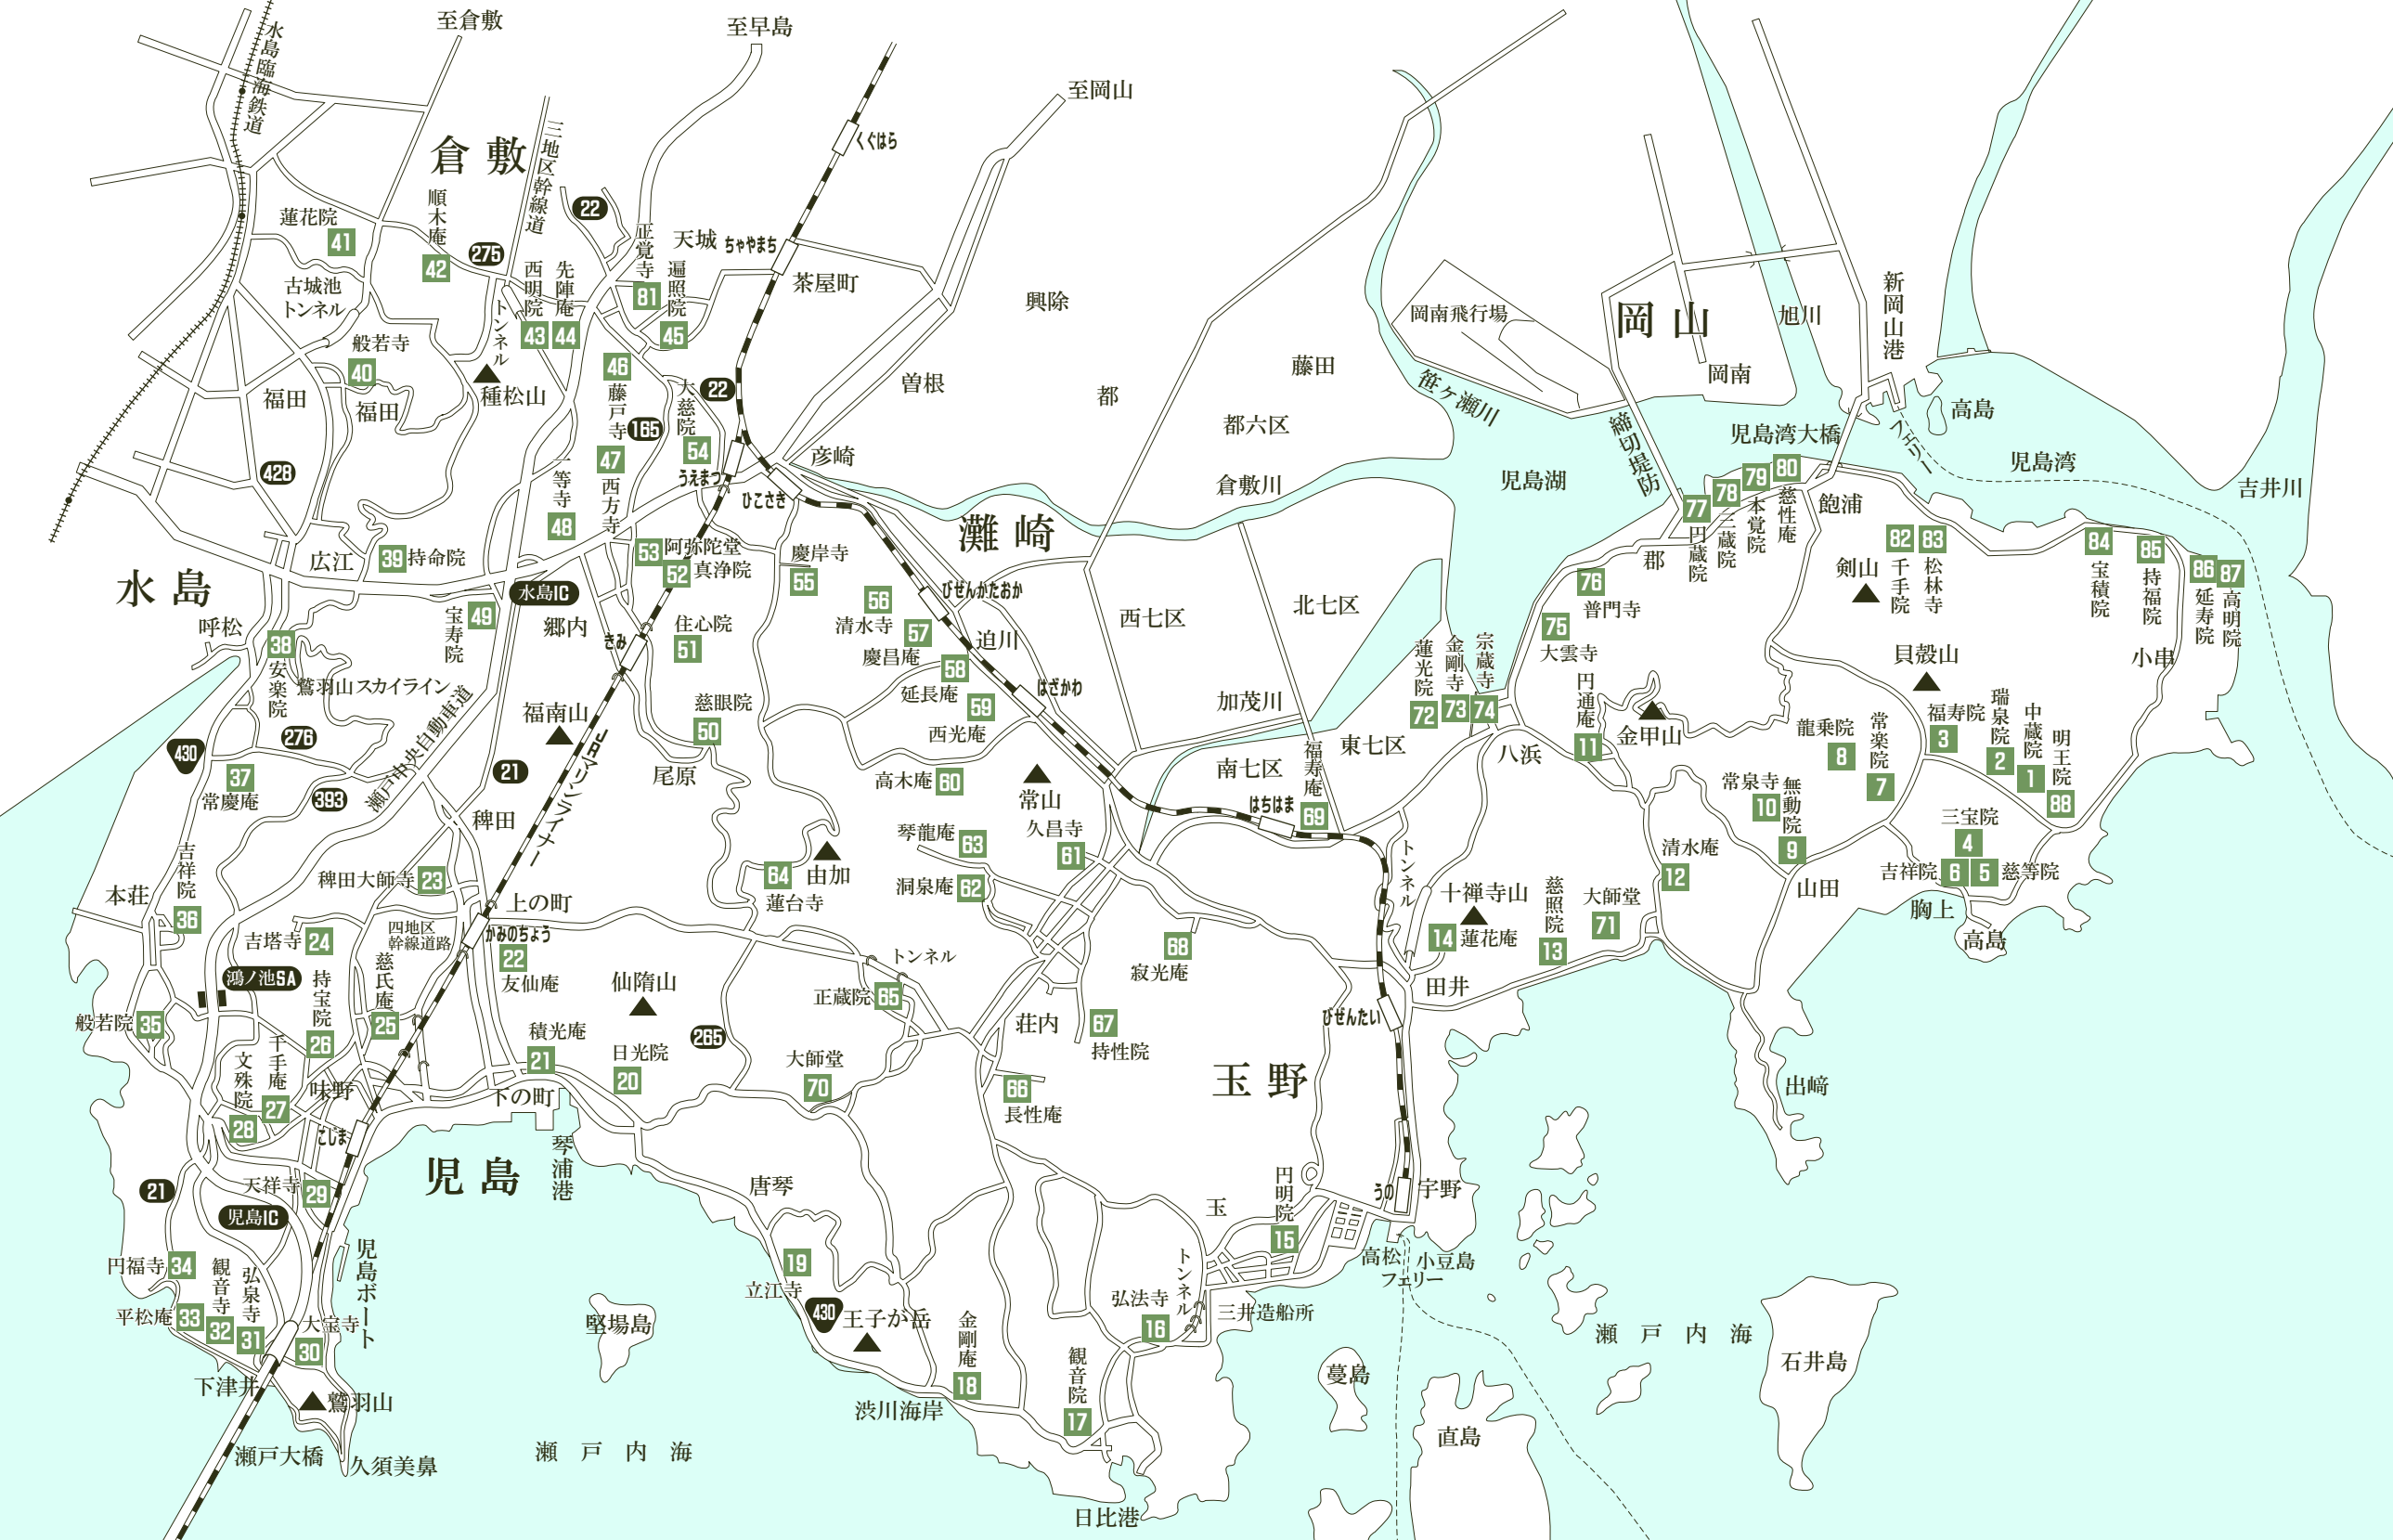 至倉敷
至早島
至岡山
水島臨海鉄道
三地区幹線道
くぐはら
倉敷
順木庵
42
275
22
蓮花院
41
正覚寺
81
天城
ちゃやまち
茶屋町
遍照院
45
西明院
43
先陣庵
44
古城池
トンネル
トンネル
般若寺
40
種松山
福田
福田
46
藤戸寺
165
大慈院
54
22
47
西方寺
一等寺
48
うえまつ
ひこさき
彦崎
興除
曽根
都
藤田
都六区
倉敷川
428
広江
39
持命院
水島
呼松
38
安楽院
鷲羽山スカイライン
宝寿院
49
水島IC
郷内
きみ
53
阿弥陀堂
52
真浄院
住心院
51
慶岸寺
55
56
清水寺
57
慶昌庵
58
延長庵
59
西光庵
高木庵
60
灘崎
びぜんかたおか
迫川
はざかわ
西七区
北七区
加茂川
南七区
東七区
岡南飛行場
笹ケ瀬川
児島湖
岡山
岡南
旭川
新岡山港
高島
フェリー
児島湾
吉井川
締切堤防
児島湾大橋
飽浦
郡
77
円蔵院
78
三蔵院
79
本覚院
80
慈性庵
76
普門寺
75
大雲寺
剣山
82
千手院
83
松林寺
84
宝積院
85
持福院
86
延寿院
87
高明院
小串
貝殻山
蓮光院
72
金剛寺
73
宗蔵寺
74
八浜
円通庵
11
金甲山
龍乗院
8
常楽院
7
福寿院
3
瑞泉院
2
中蔵院
1
明王院
88
常泉寺
10
無動院
9
三宝院
4
吉祥院
6
5
慈等院
胸上
高島
山田
清水庵
12
430
276
37
常慶庵
393
瀬戸中央自動車道
21
福南山
JRマリンライナー
慈眼院
50
尾原
稗田
稗田大師寺
23
吉祥院
36
本荘
吉塔寺
24
四地区
幹線道路
上の町
かみのちょう
22
友仙庵
鴻ノ池SA
持宝院
26
慈氏庵
25
般若院
35
仙隋山
265
積光庵
21
日光院
20
大師堂
70
64
蓮台寺
由加
常山
久昌寺
61
琴龍庵
63
洞泉庵
62
トンネル
正蔵院
65
荘内
67
持性院
66
長性庵
68
寂光庵
福寿庵
69
はちはま
トンネル
十禅寺山
14
蓮花庵
慈照院
13
大師堂
71
田井
びぜんたい
出崎
玉野
文殊院
28
千手庵
27
味野
こじま
下の町
児島
琴浦港
21
天祥寺
29
児島IC
円福寺
34
平松庵
33
観音寺
32
弘泉寺
31
大宝寺
30
児島ボート
下津井
鷲羽山
瀬戸大橋
久須美鼻
唐琴
19
立江寺
430
王子が岳
堅場島
瀬戸内海
金剛庵
18
渋川海岸
観音院
17
日比港
弘法寺
16
トンネル
三井造船所
玉
円明院
15
うの
宇野
高松
フェリー
小豆島
蔓島
直島
瀬戸内海
石井島